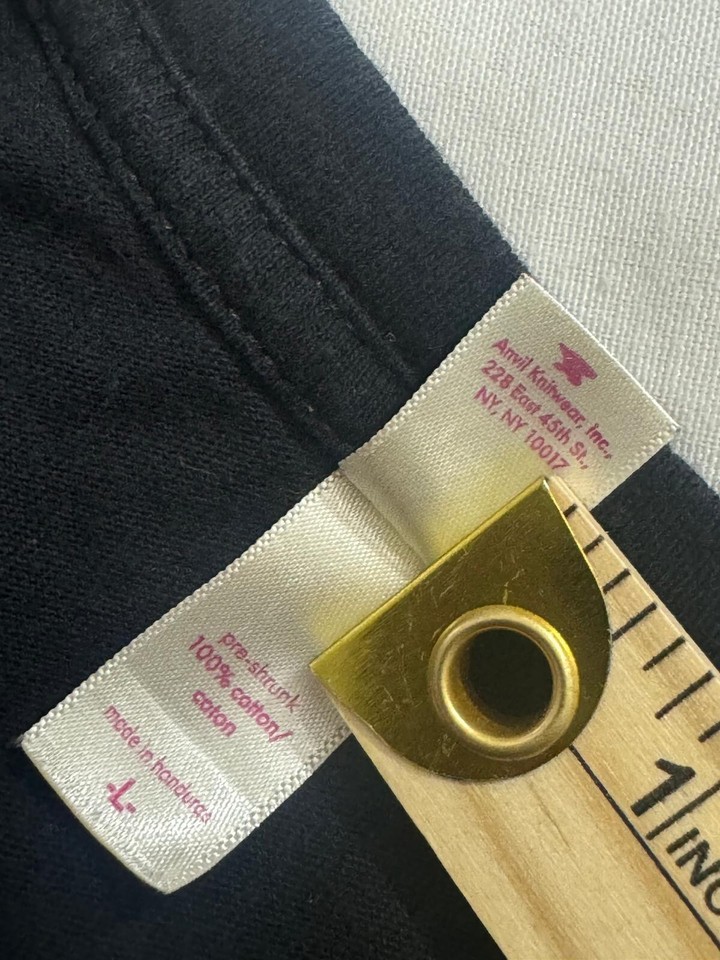 Anvil Knitwear, Inc.,
228 East 45th St.,
NY, NY 10017
pre-shrunk
100% cotton/
caton
made in honduras
-L-
1
INC